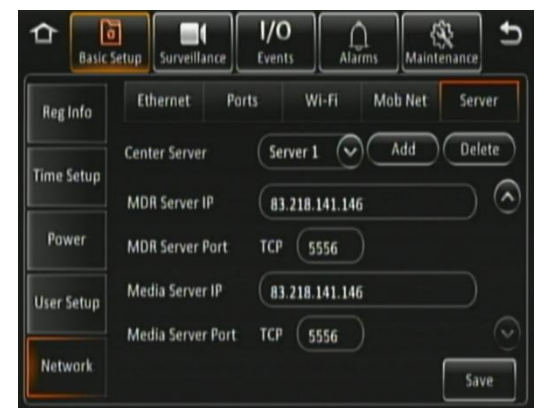 I/O
Basic Setup Surveillance Events Alarms Maintenance
Reg Info Ethernet Ports Wi-Fi Mob Net Server
Center Server Server 1 Add Delete
Time Setup
MDR Server IP 83.218.141.146
Power MDR Server Port TCP 5556
Media Server IP 83.218.141.146
User Setup
Media Server Port TCP 5556
Network Save